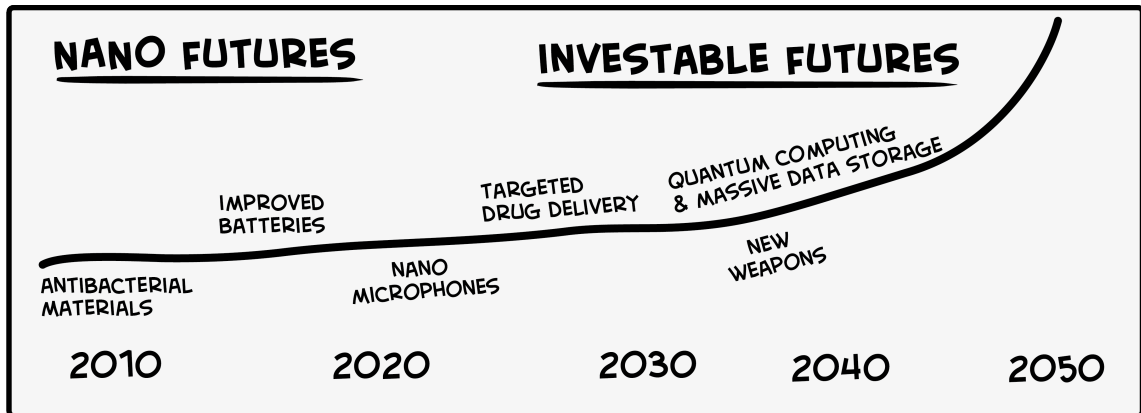 NANO FUTURES
INVESTABLE FUTURES
IMPROVED
BATTERIES
TARGETED
DRUG DELIVERY
QUANTUM COMPUTING
& MASSIVE DATA STORAGE
ANTIBACTERIAL
MATERIALS
NANO
MICROPHONES
NEW
WEAPONS
2010
2020
2030
2040
2050